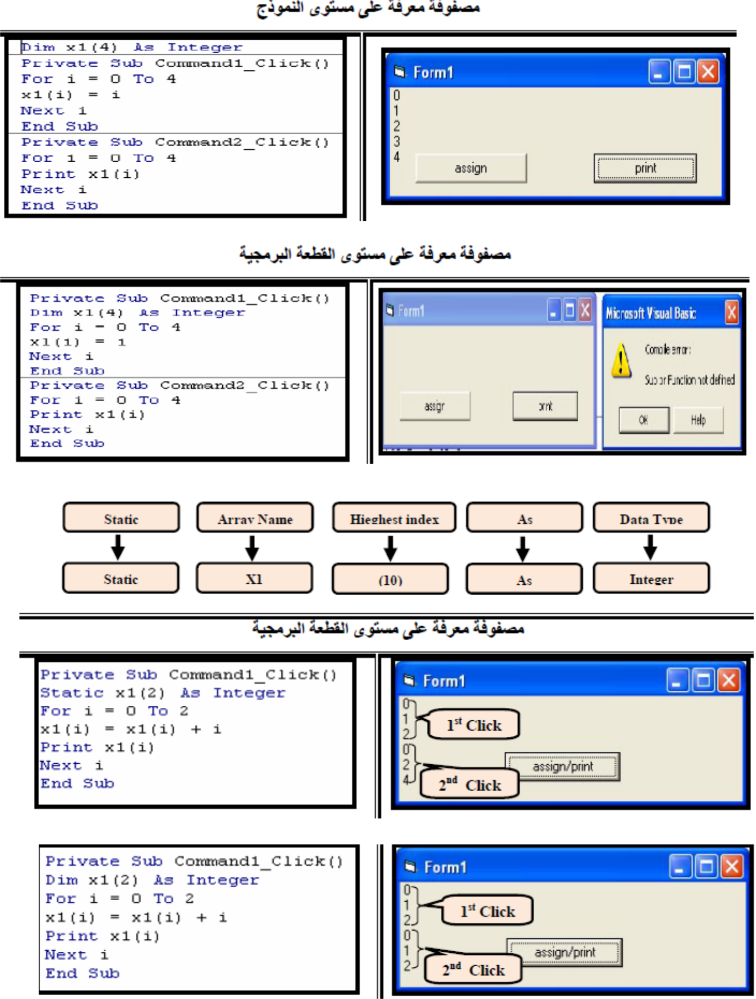 مصفوفة معرفة على مستوى النموذج
Dim x1(4) As Integer
Private Sub Command1_Click()
For i = 0 To 4
x1(i) = i
Next i
End Sub
Private Sub Command2_Click()
For i = 0 To 4
Print x1(i)
Next i
End Sub
Form1
0
1
2
3
4
assign
print
مصفوفة معرفة على مستوى القطعة البرمجية
Private Sub Command1_Click()
Dim x1(4) As Integer
For i = 0 To 4
x1(i) = i
Next i
End Sub
Private Sub Command2_Click()
For i = 0 To 4
Print x1(i)
Next i
End Sub
Form1
assign
print
Microsoft Visual Basic
Compile error:
Sub or Function not defined
OK
Help
Static
Array Name
Hieghest index
As
Data Type
Static
X1
(10)
As
Integer
مصفوفة معرفة على مستوى القطعة البرمجية
Private Sub Command1_Click()
Static x1(2) As Integer
For i = 0 To 2
x1(i) = x1(i) + i
Print x1(i)
Next i
End Sub
Form1
0
1
2
1st Click
0
2
4
2nd Click
assign/print
Private Sub Command1_Click()
Dim x1(2) As Integer
For i = 0 To 2
x1(i) = x1(i) + i
Print x1(i)
Next i
End Sub
Form1
0
1
2
1st Click
0
1
2
2nd Click
assign/print